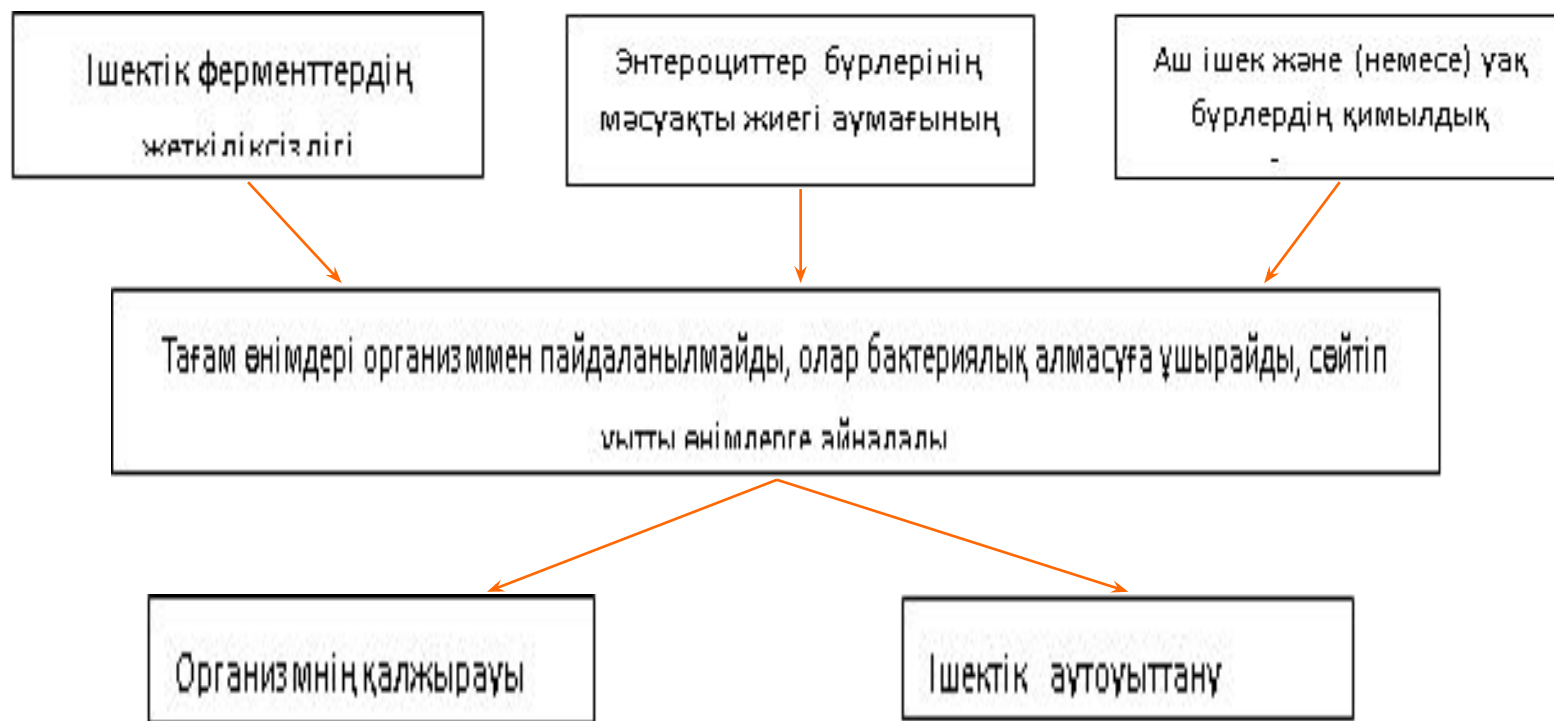 Ішектік ферменттердің
жеткіліксіздігі
Энтероциттер бүрлерінің
мәсуақты жиегі аумағының
Аш ішек және (немесе) ұақ
бүрлердің қимылдық
Тағам өнімдері организммен пайдаланылмайды, олар бактериялық алмасуға ұшырайды, сөйтіп
уытты өнімдерге айналады
Организмнің қалжырауы
Ішектік аутоуыттану